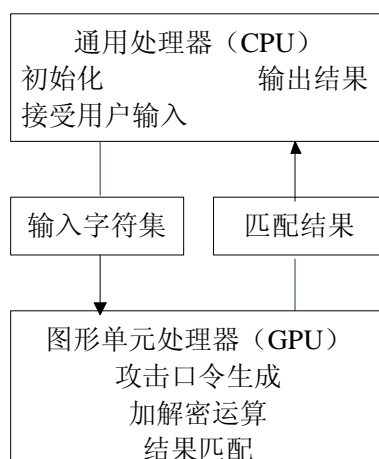 通用处理器（CPU）
初始化 输出结果
接受用户输入
输入字符集 匹配结果
图形单元处理器（GPU）
攻击口令生成
加解密运算
结果匹配